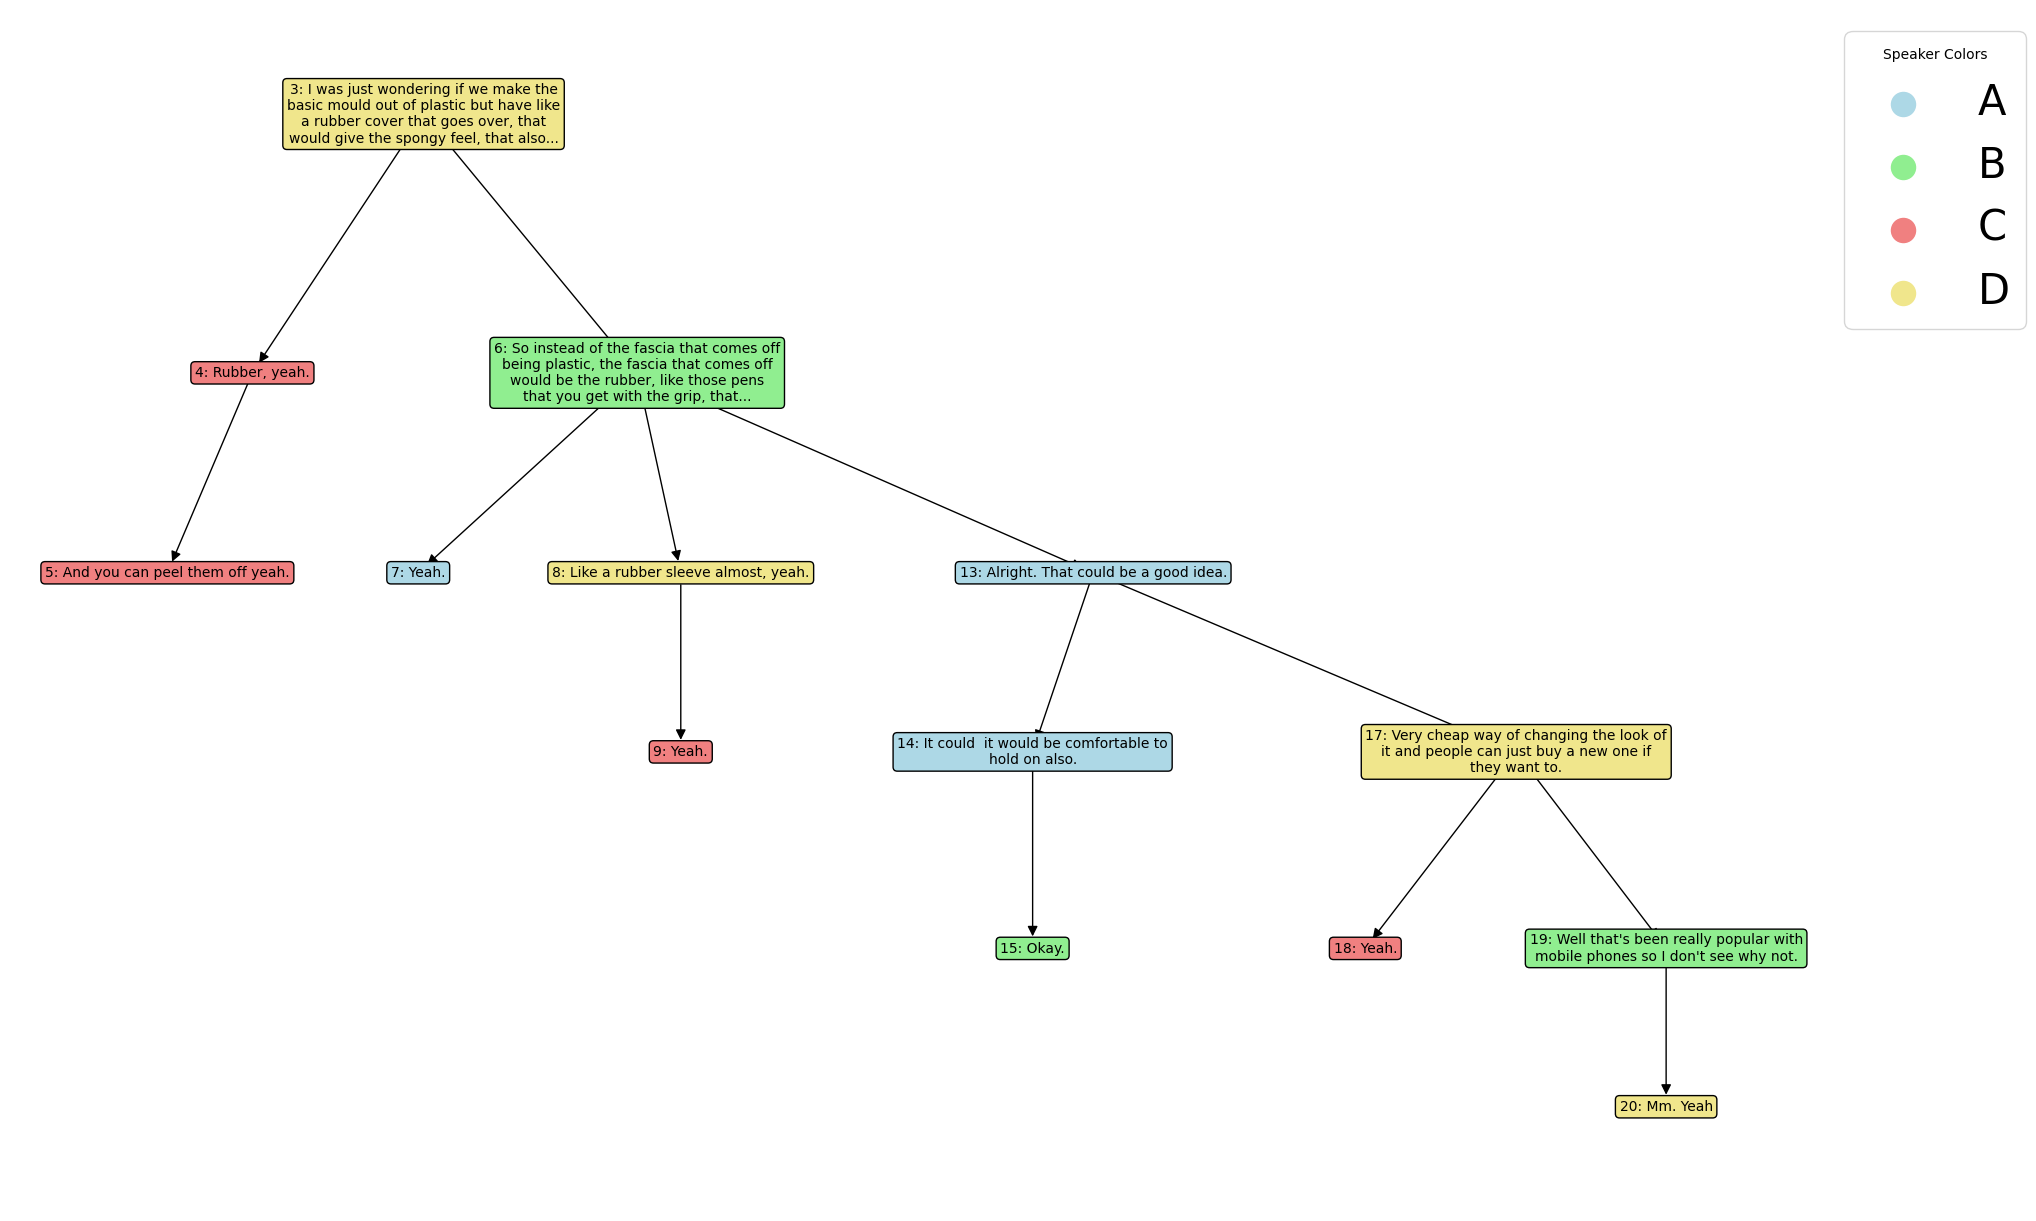 3: I was just wondering if we make the
basic mould out of plastic but have like
a rubber cover that goes over, that
would give the spongy feel, that also...
Speaker Colors
A
B
C
D
4: Rubber, yeah.
6: So instead of the fascia that comes off
being plastic, the fascia that comes off
would be the rubber, like those pens
that you get with the grip, that...
5: And you can peel them off yeah.
7: Yeah.
8: Like a rubber sleeve almost, yeah.
13: Alright. That could be a good idea.
9: Yeah.
14: It could  it would be comfortable to
hold on also.
17: Very cheap way of changing the look of
it and people can just buy a new one if
they want to.
15: Okay.
18: Yeah.
19: Well that's been really popular with
mobile phones so I don't see why not.
20: Mm. Yeah